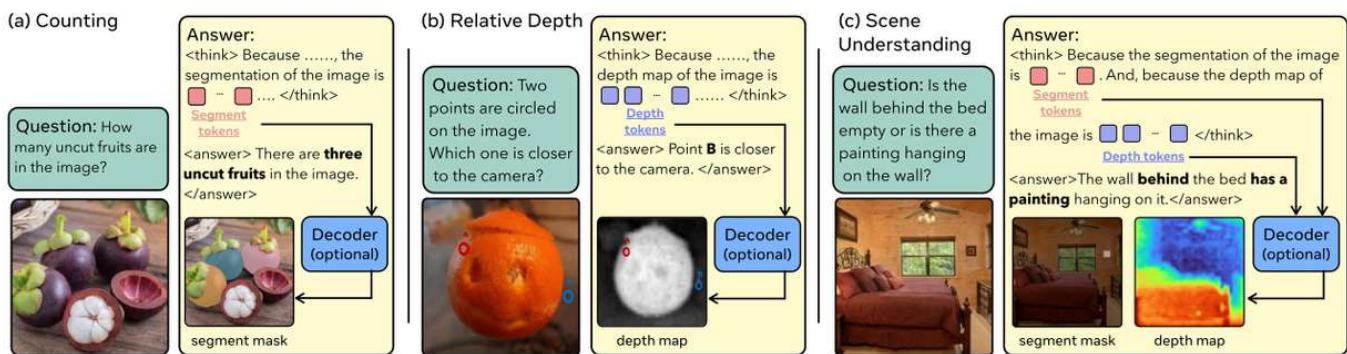 (a) Counting
Question: How
many uncut fruits are
in the image?
Answer:
<think> Because ......, the
segmentation of the image is
... .... </think>
Segment
tokens
<answer> There are three
uncut fruits in the image.
</answer>
Decoder
(optional)
segment mask
(b) Relative Depth
Question: Two
points are circled
on the image.
Which one is closer
to the camera?
Answer:
<think> Because ......, the
depth map of the image is
... ...... </think>
Depth
tokens
<answer> Point B is closer
to the camera. </answer>
Decoder
(optional)
depth map
(c) Scene
Understanding
Question: Is the
wall behind the bed
empty or is there a
painting hanging
on the wall?
Answer:
<think> Because the segmentation of the image
is ... . And, because the depth map of
Segment
tokens
the image is ... </think>
Depth tokens
<answer>The wall behind the bed has a
painting hanging on it.</answer>
Decoder
(optional)
segment mask
depth map